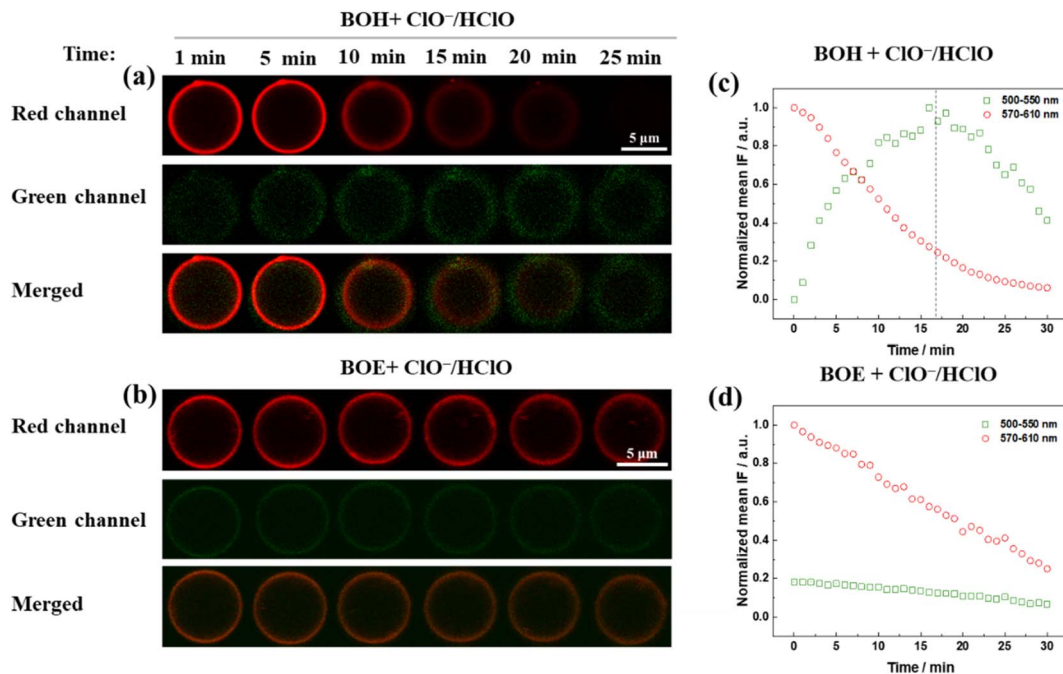 BOH+ ClO⁻/HClO
Time: 1 min 5 min 10 min 15 min 20 min 25 min
(a)
Red channel
5 μm
Green channel
Merged
BOE+ ClO⁻/HClO
(b)
Red channel
5 μm
Green channel
Merged
BOH + ClO⁻/HClO
(c)
500-550 nm
570-610 nm
Normalized mean IF / a.u.
1.0
0.8
0.6
0.4
0.2
0.0
0 5 10 15 20 25 30
Time / min
BOE + ClO⁻/HClO
(d)
500-550 nm
570-610 nm
Normalized mean IF / a.u.
1.0
0.8
0.6
0.4
0.2
0.0
0 5 10 15 20 25 30
Time / min